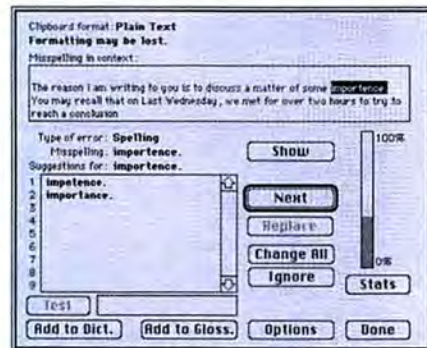 Clipboard format: Plain Text
Formatting may be lost.
Misspelling in context:
The reason I am writing to you is to discuss a matter of some importence.
You may recall that on Last Wednesday, we met for over two hours to try to
reach a conclusion
Type of error: Spelling
Misspelling: importence.
Suggestions for: importence.
1 impotence.
2 importance.
3
4
5
6
7
8
9
Show
Next
Replace
Change All
Ignore
100%
0%
Stats
Test
Add to Dict.
Add to Gloss.
Options
Done